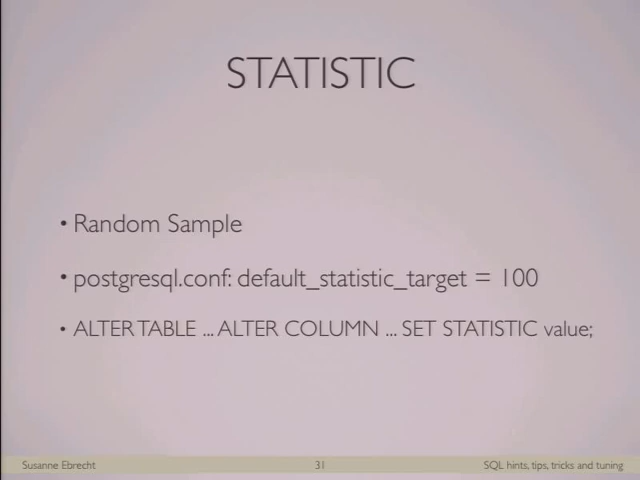 STATISTIC
• Random Sample
• postgresql.conf: default_statistic_target = 100
• ALTER TABLE ... ALTER COLUMN ... SET STATISTIC value;
Susanne Ebrecht 31 SQL hints, tips, tricks and tuning